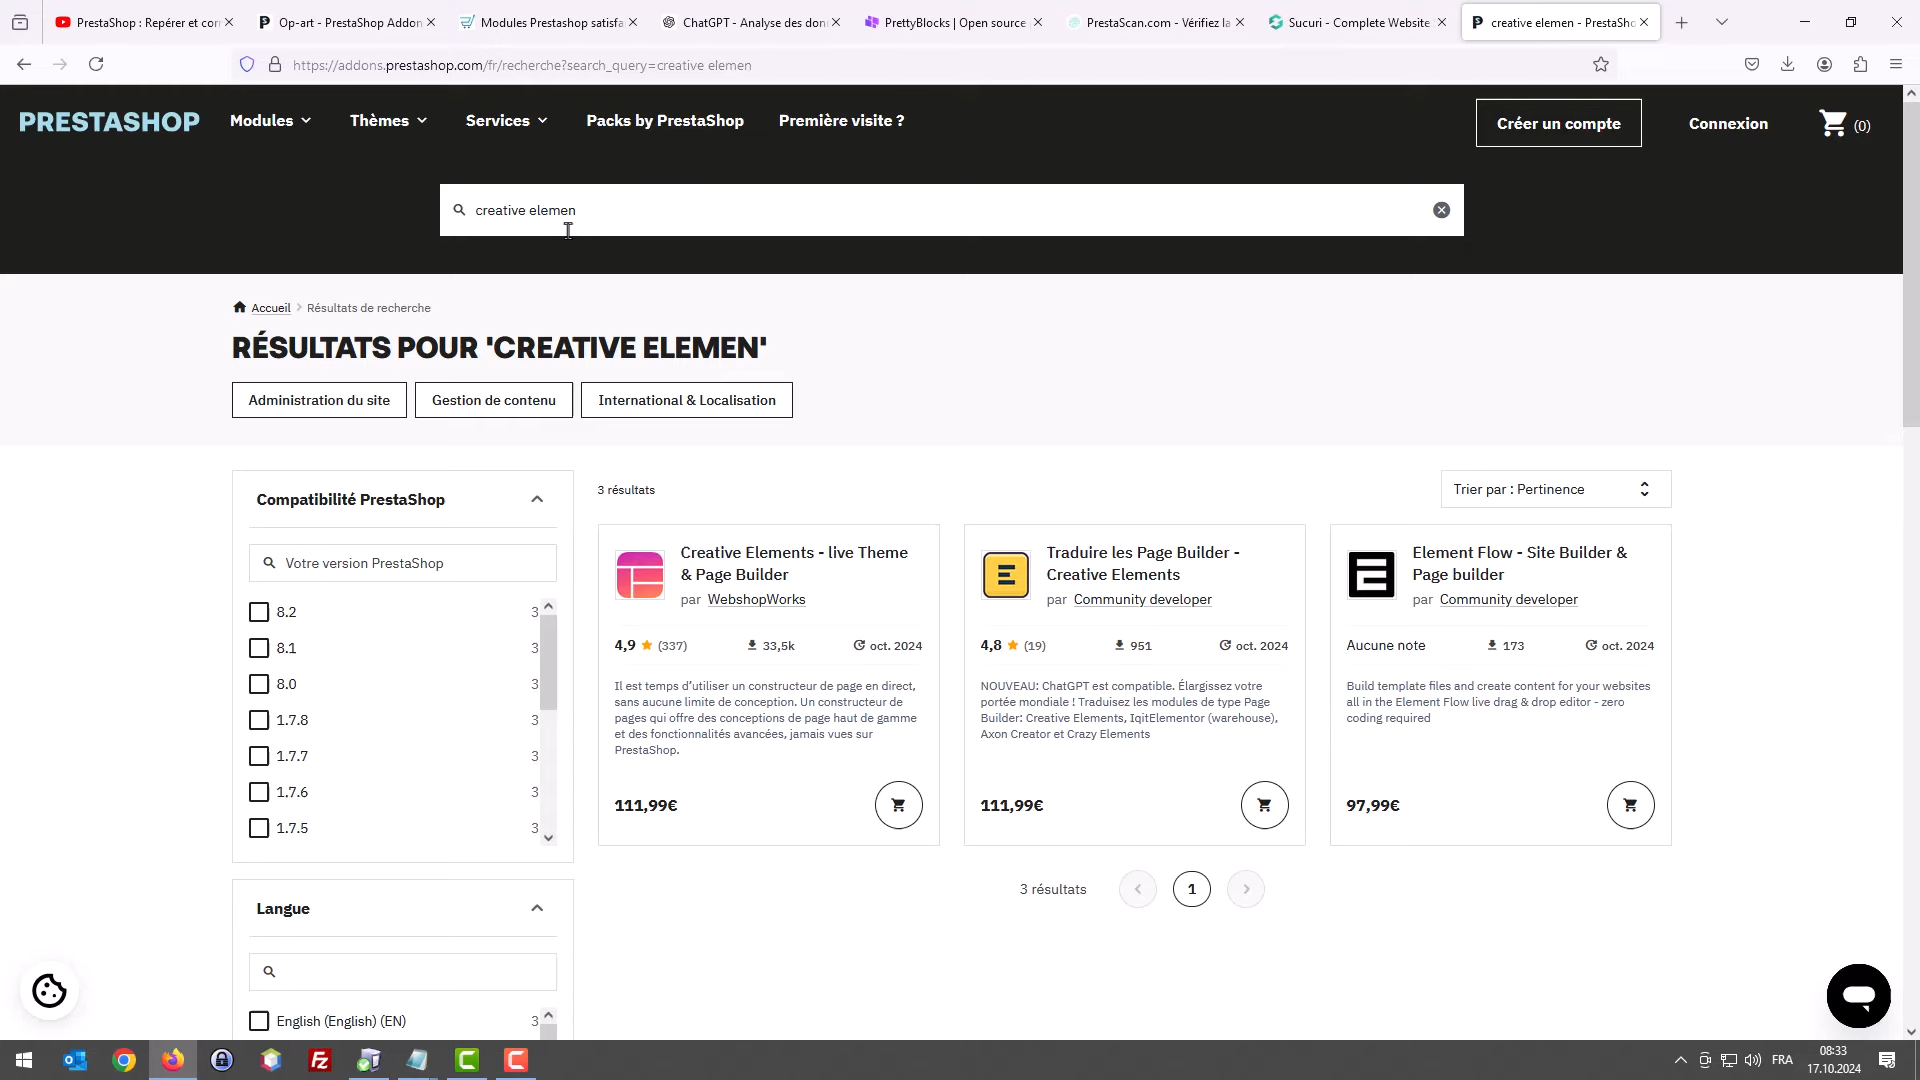 PrestaShop : Repérer et corr
Op-art - PrestaShop Addon
Modules Prestashop satisfa
ChatGPT - Analyse des don
PrettyBlocks | Open source
PrestaScan.com - Vérifiez la
Sucuri - Complete Website
creative elemen - PrestaSho
https://addons.prestashop.com/fr/recherche?search_query=creative elemen
PRESTASHOP
Modules
Thèmes
Services
Packs by PrestaShop
Première visite ?
Créer un compte
Connexion
(0)
creative elemen
Accueil > Résultats de recherche
RÉSULTATS POUR 'CREATIVE ELEMEN'
Administration du site
Gestion de contenu
International & Localisation
Compatibilité PrestaShop
Votre version PrestaShop
8.2 3
8.1 3
8.0 3
1.7.8 3
1.7.7 3
1.7.6 3
1.7.5 3
Langue
English (English) (EN) 3
3 résultats
Trier par : Pertinence
Creative Elements - live Theme
& Page Builder
par WebshopWorks
4,9 (337) 33,5k oct. 2024
Il est temps d'utiliser un constructeur de page en direct,
sans aucune limite de conception. Un constructeur de
pages qui offre des conceptions de page haut de gamme
et des fonctionnalités avancées, jamais vues sur
PrestaShop.
111,99€
Traduire les Page Builder -
Creative Elements
par Community developer
4,8 (19) 951 oct. 2024
NOUVEAU: ChatGPT est compatible. Élargissez votre
portée mondiale ! Traduisez les modules de type Page
Builder: Creative Elements, IqitElementor (warehouse),
Axon Creator et Crazy Elements
111,99€
Element Flow - Site Builder &
Page builder
par Community developer
Aucune note 173 oct. 2024
Build template files and create content for your websites
all in the Element Flow live drag & drop editor - zero
coding required
97,99€
3 résultats
1
FRA
08:33
17.10.2024